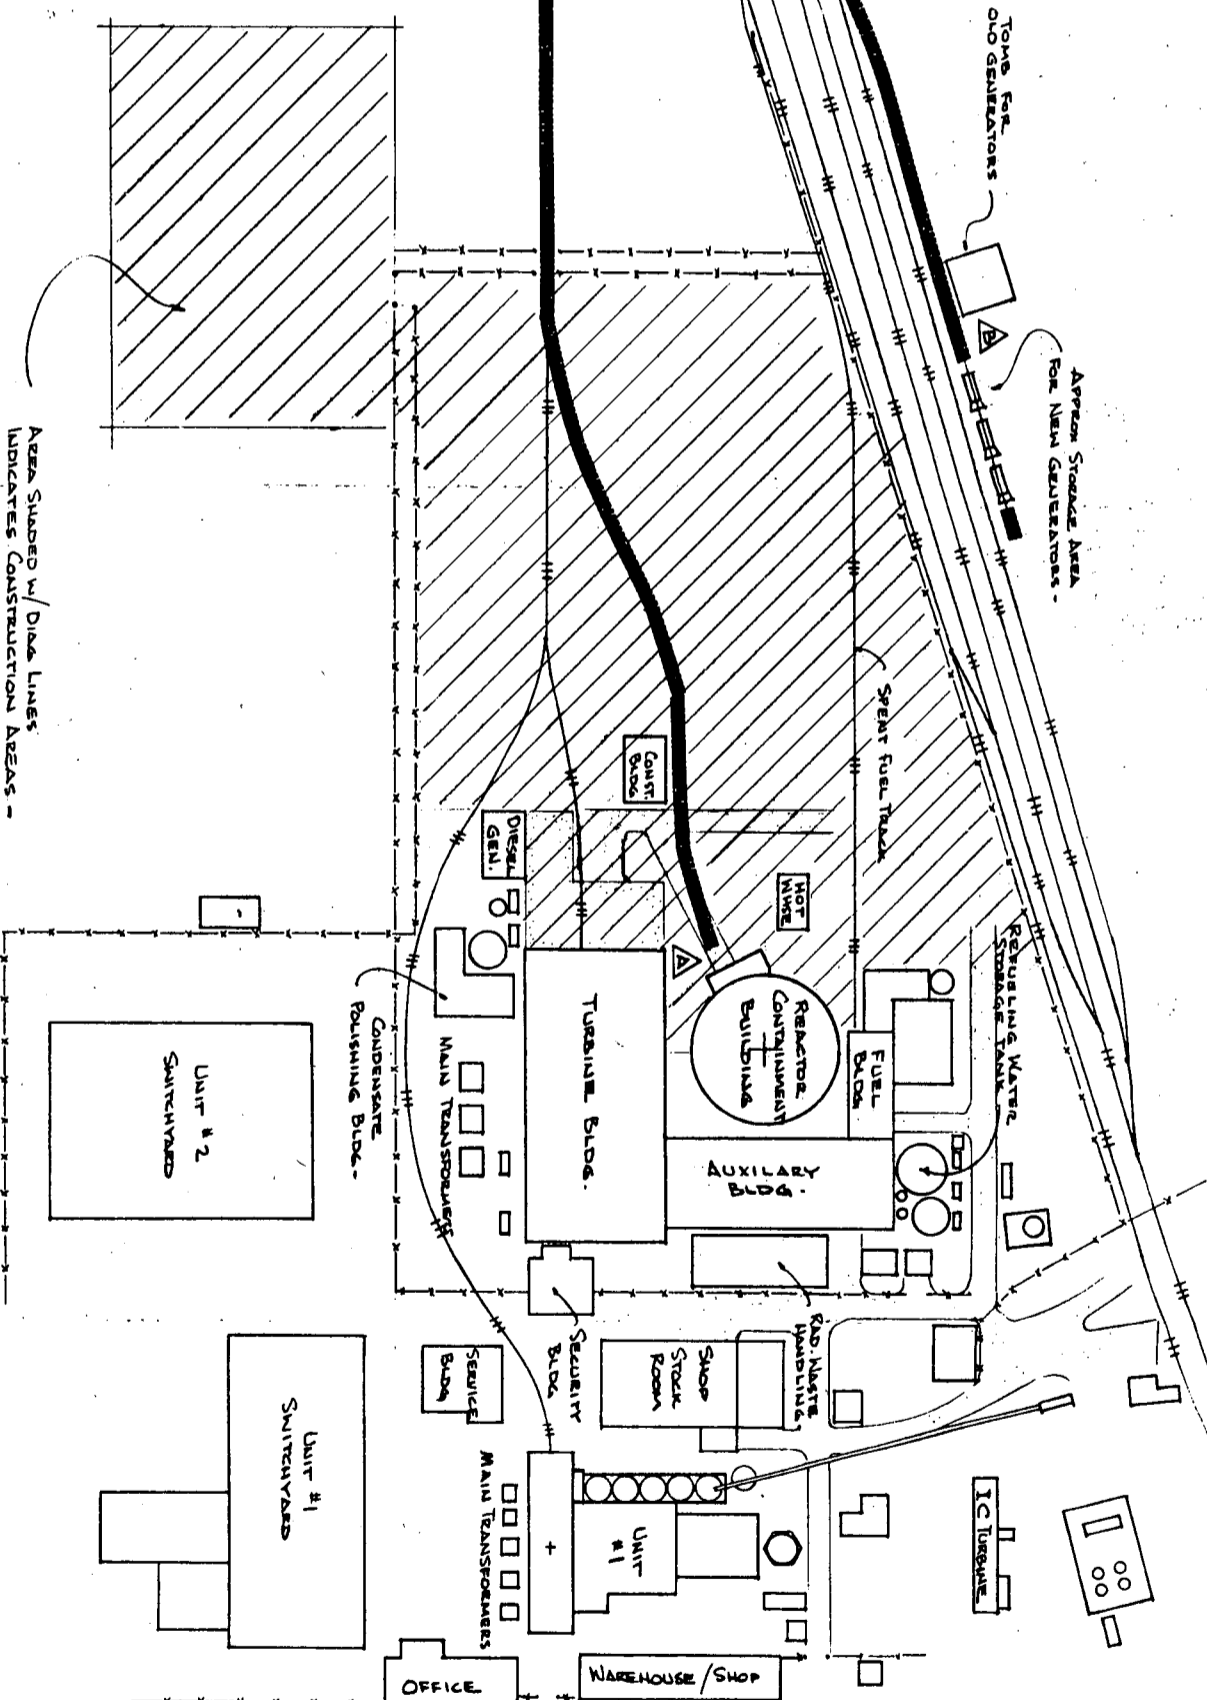 TOMB FOR
OLD GENERATORS
B
APPROX STORAGE AREA
FOR NEW GENERATORS -
AREA SHADED W/ DIAG LINES
INDICATES CONSTRUCTION AREAS -
SPENT FUEL TRACK
CONST.
BLDG
DIESEL
GEN.
HOT
WHSE
A
REFUELING WATER
STORAGE TANK
REACTOR
CONTAINMENT
BUILDING
FUEL
BLDG
TURBINE BLDG.
AUXILARY
BLDG.
CONDENSATE
POLISHING BLDG.
MAIN TRANSFORMERS
UNIT #2
SWITCHYARD
RAD. WASTE
HANDLING
SECURITY
BLDG
SERVICE
BLDG
SHOP
STOCK
ROOM
UNIT #1
SWITCHYARD
MAIN TRANSFORMERS
UNIT
#1
IC TURBINE
OFFICE
WAREHOUSE/SHOP